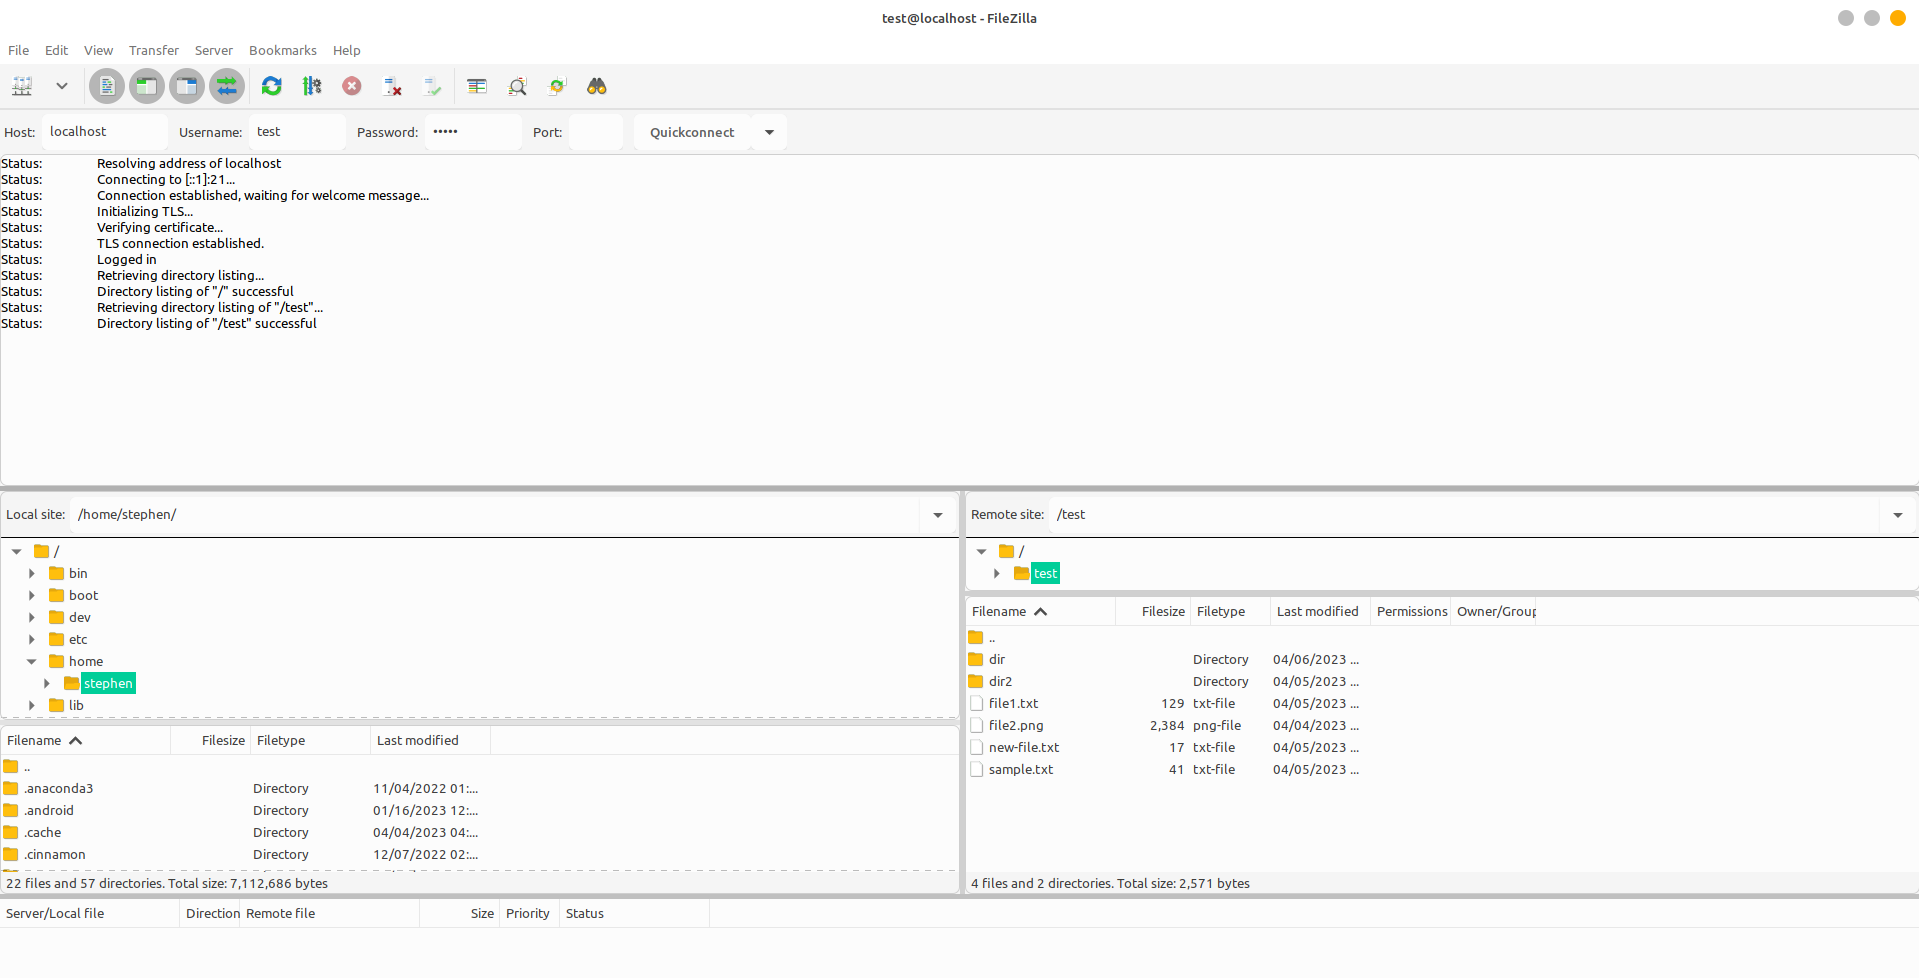 test@localhost - FileZilla
File Edit View Transfer Server Bookmarks Help
Host: localhost Username: test Password: ••••• Port: Quickconnect
Status: Resolving address of localhost
Status: Connecting to [::1]:21...
Status: Connection established, waiting for welcome message...
Status: Initializing TLS...
Status: Verifying certificate...
Status: TLS connection established.
Status: Logged in
Status: Retrieving directory listing...
Status: Directory listing of "/" successful
Status: Retrieving directory listing of "/test"...
Status: Directory listing of "/test" successful
Local site: /home/stephen/
/
bin
boot
dev
etc
home
stephen
lib
Filename Filesize Filetype Last modified
..
.anaconda3 Directory 11/04/2022 01:...
.android Directory 01/16/2023 12:...
.cache Directory 04/04/2023 04:...
.cinnamon Directory 12/07/2022 02:...
22 files and 57 directories. Total size: 7,112,686 bytes
Remote site: /test
/
test
Filename Filesize Filetype Last modified Permissions Owner/Group
..
dir Directory 04/06/2023 ...
dir2 Directory 04/05/2023 ...
file1.txt 129 txt-file 04/05/2023 ...
file2.png 2,384 png-file 04/04/2023 ...
new-file.txt 17 txt-file 04/05/2023 ...
sample.txt 41 txt-file 04/05/2023 ...
4 files and 2 directories. Total size: 2,571 bytes
Server/Local file Direction Remote file Size Priority Status